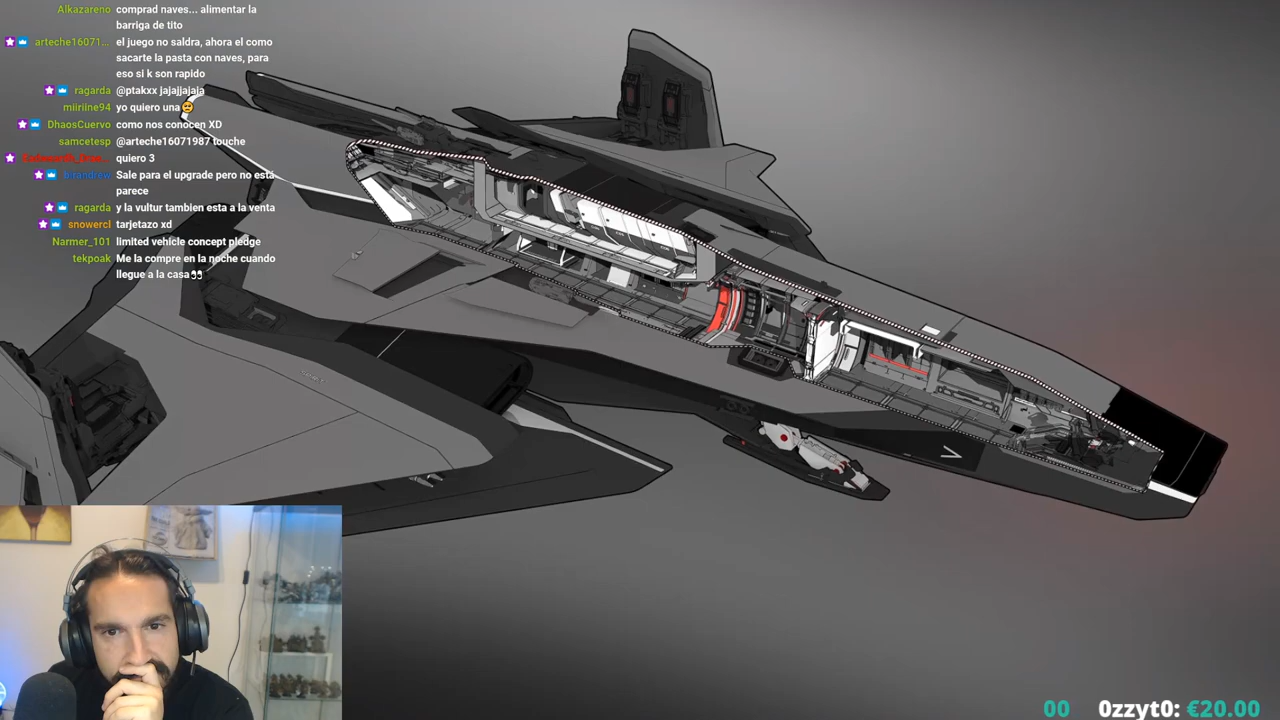 Alkazareno comprad naves... alimentar la
barriga de tito
arteche16071... el juego no saldra, ahora el como
sacarte la pasta con naves, para
eso si k son rapido
ragarda @ptakxx jajajjajaja
miriine94 yo quiero una
DhaosCuervo como nos conocen XD
samcetesp @arteche16071987 touche
quiero 3
Sale para el upgrade pero no está
parece
ragarda y la vultur tambien esta a la venta
snowercl tarjetazo xd
Narmer_101 limited vehicle concept pledge
tekpoak Me la compre en la noche cuando
llegue a la casa
00 0zzyt0: €20.00